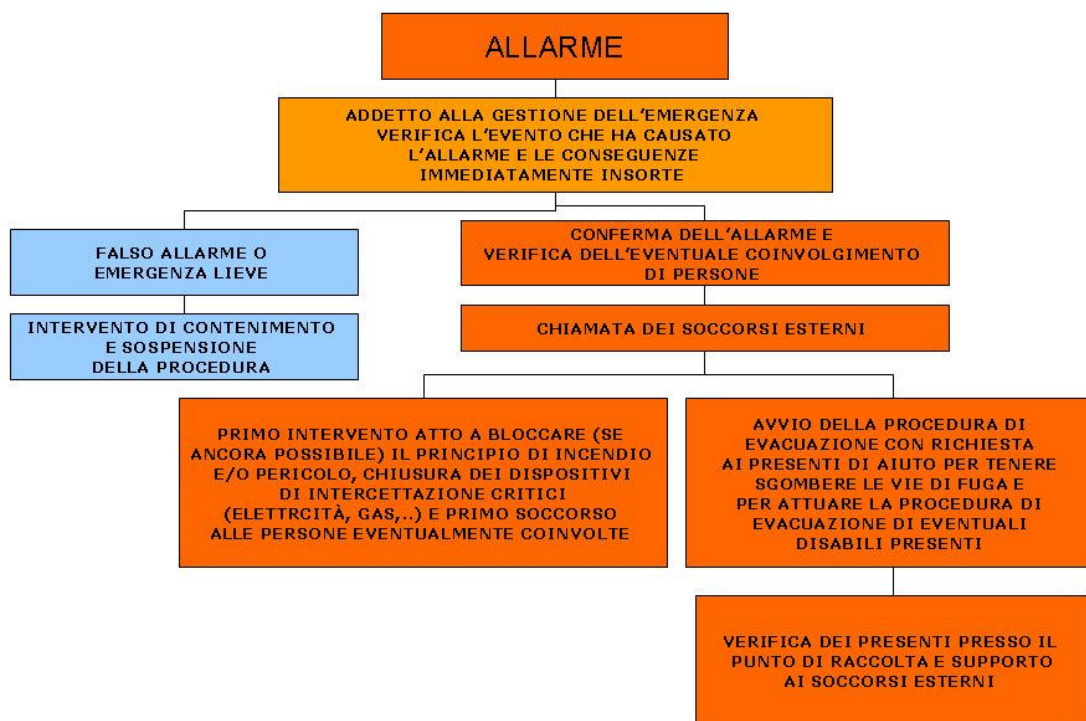 ALLARME
ADDETTO ALLA GESTIONE DELL'EMERGENZA
VERIFICA L'EVENTO CHE HA CAUSATO
L'ALLARME E LE CONSEGUENZE
IMMEDIATAMENTE INSORTE
FALSO ALLARME O
EMERGENZA LIEVE
INTERVENTO DI CONTENIMENTO
E SOSPENSIONE
DELLA PROCEDURA
CONFERMA DELL'ALLARME E
VERIFICA DELL'EVENTUALE COINVOLGIMENTO
DI PERSONE
CHIAMATA DEI SOCCORSI ESTERNI
PRIMO INTERVENTO ATTO A BLOCCARE (SE
ANCORA POSSIBILE) IL PRINCIPIO DI INCENDIO
E/O PERICOLO, CHIUSURA DEI DISPOSITIVI
DI INTERCETTAZIONE CRITICI
(ELETTRCITÀ, GAS,..) E PRIMO SOCCORSO
ALLE PERSONE EVENTUALMENTE COINVOLTE
AVVIO DELLA PROCEDURA DI
EVACUAZIONE CON RICHIESTA
AI PRESENTI DI AIUTO PER TENERE
SGOMBERE LE VIE DI FUGA E
PER ATTUARE LA PROCEDURA DI
EVACUAZIONE DI EVENTUALI
DISABILI PRESENTI
VERIFICA DEI PRESENTI PRESSO IL
PUNTO DI RACCOLTA E SUPPORTO
AI SOCCORSI ESTERNI